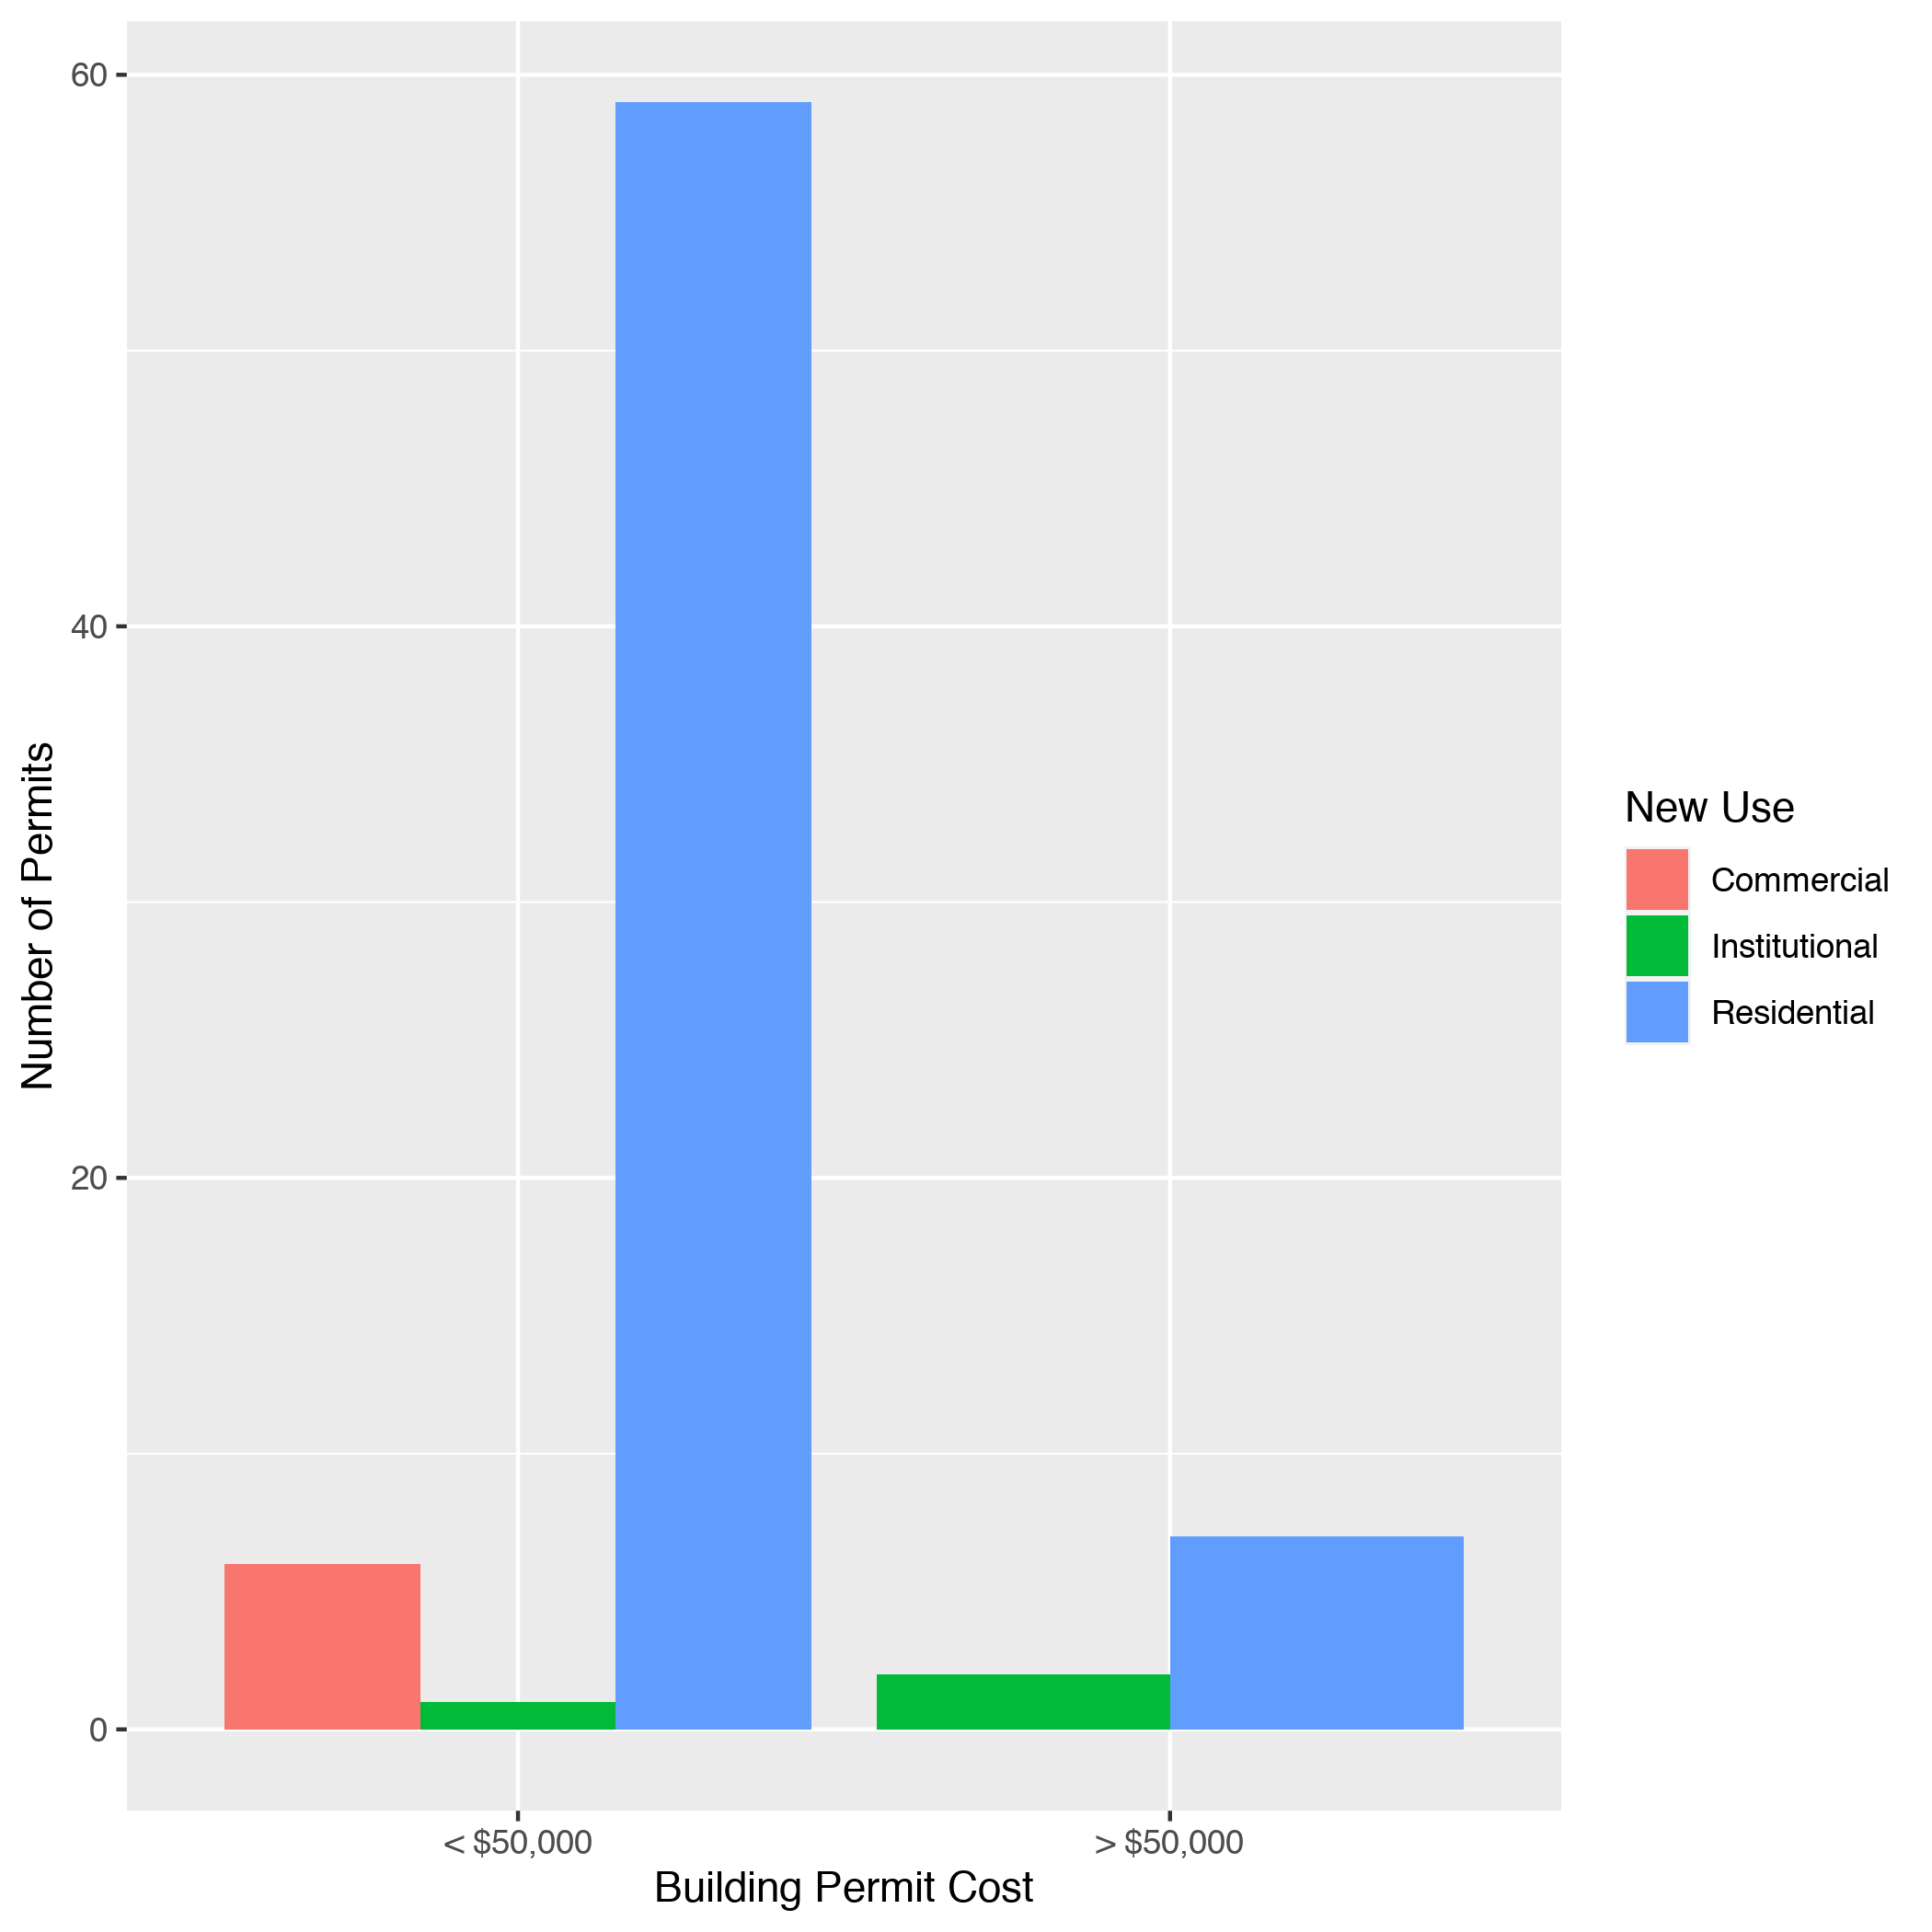 60
40
20
0
Number of Permits
< $50,000
> $50,000
Building Permit Cost
New Use
Commercial
Institutional
Residential